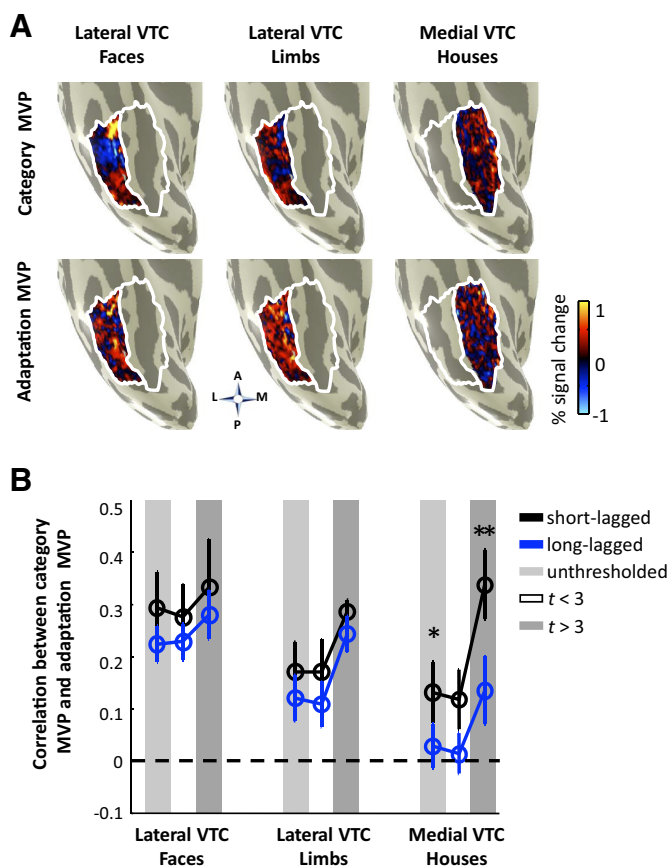 A
Lateral VTC Faces
Lateral VTC Limbs
Medial VTC Houses
Category MVP
Adaptation MVP
A
L M
P
1
0
-1
% signal change
B
Correlation between category
MVP and adaptation MVP
0.5
0.4
0.3
0.2
0.1
0
-0.1
*
**
short-lagged
long-lagged
unthresholded
t < 3
t > 3
Lateral VTC Faces
Lateral VTC Limbs
Medial VTC Houses